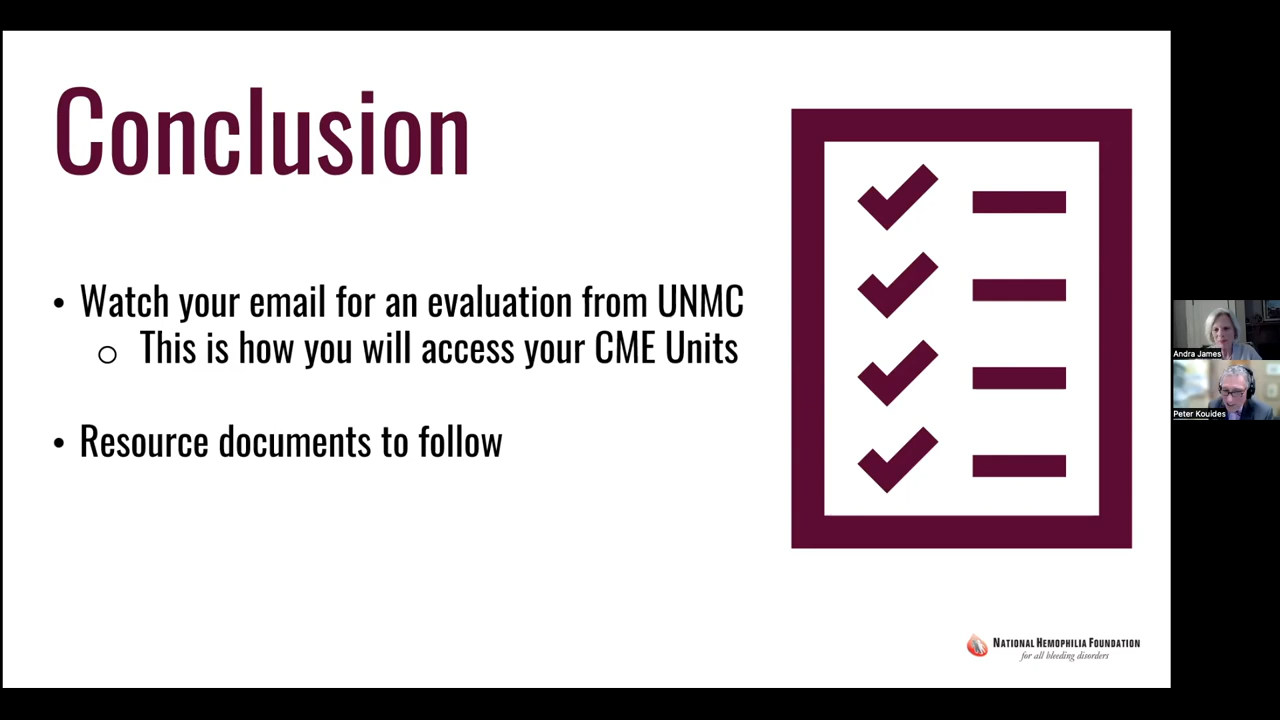 Conclusion
• Watch your email for an evaluation from UNMC
o This is how you will access your CME Units
• Resource documents to follow
NATIONAL HEMOPHILIA FOUNDATION
for all bleeding disorders
Andra James
Peter Kouides